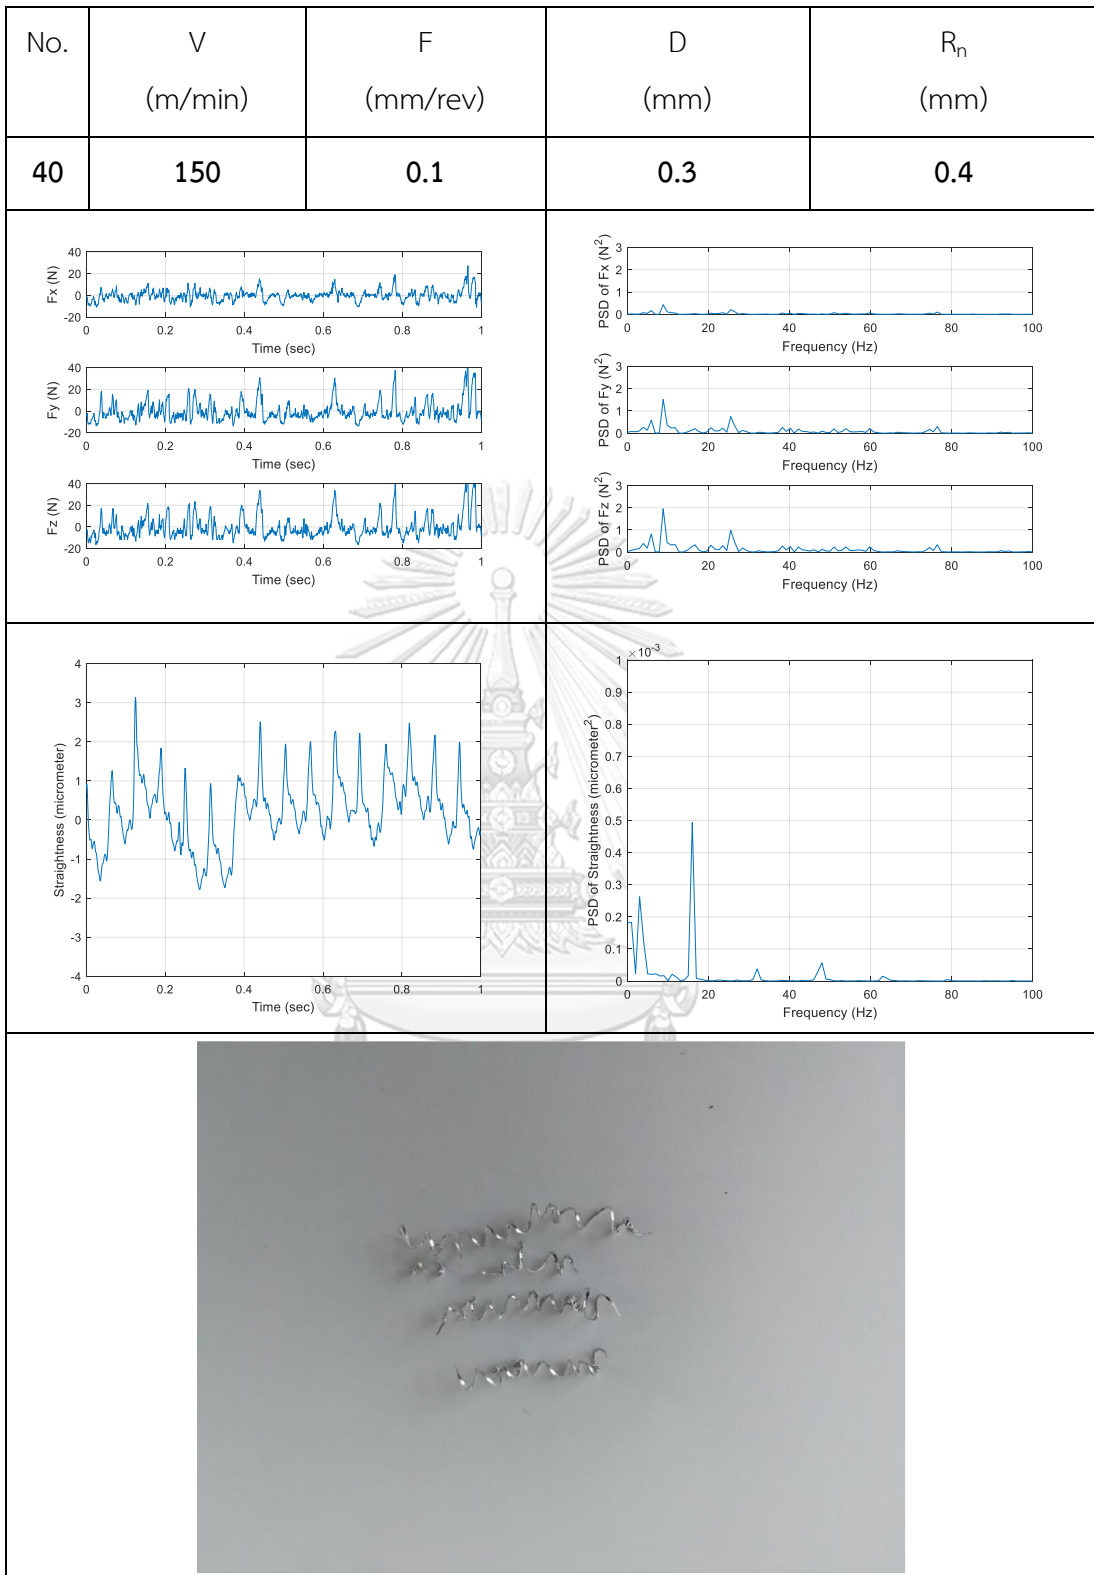 No. V F D Rn
(m/min) (mm/rev) (mm) (mm)
40 150 0.1 0.3 0.4
40
20
0
-20
Fx (N)
0 0.2 0.4 0.6 0.8 1
Time (sec)
40
20
0
-20
Fy (N)
0 0.2 0.4 0.6 0.8 1
Time (sec)
40
20
0
-20
Fz (N)
0 0.2 0.4 0.6 0.8 1
Time (sec)
3
2
1
0
PSD of Fx (N²)
0 20 40 60 80 100
Frequency (Hz)
3
2
1
0
PSD of Fy (N²)
0 20 40 60 80 100
Frequency (Hz)
3
2
1
0
PSD of Fz (N²)
0 20 40 60 80 100
Frequency (Hz)
4
3
2
1
0
-1
-2
-3
-4
Straightness (micrometer)
0 0.2 0.4 0.6 0.8 1
Time (sec)
×10⁻³
1
0.9
0.8
0.7
0.6
0.5
0.4
0.3
0.2
0.1
0
PSD of Straightness (micrometer²)
0 20 40 60 80 100
Frequency (Hz)